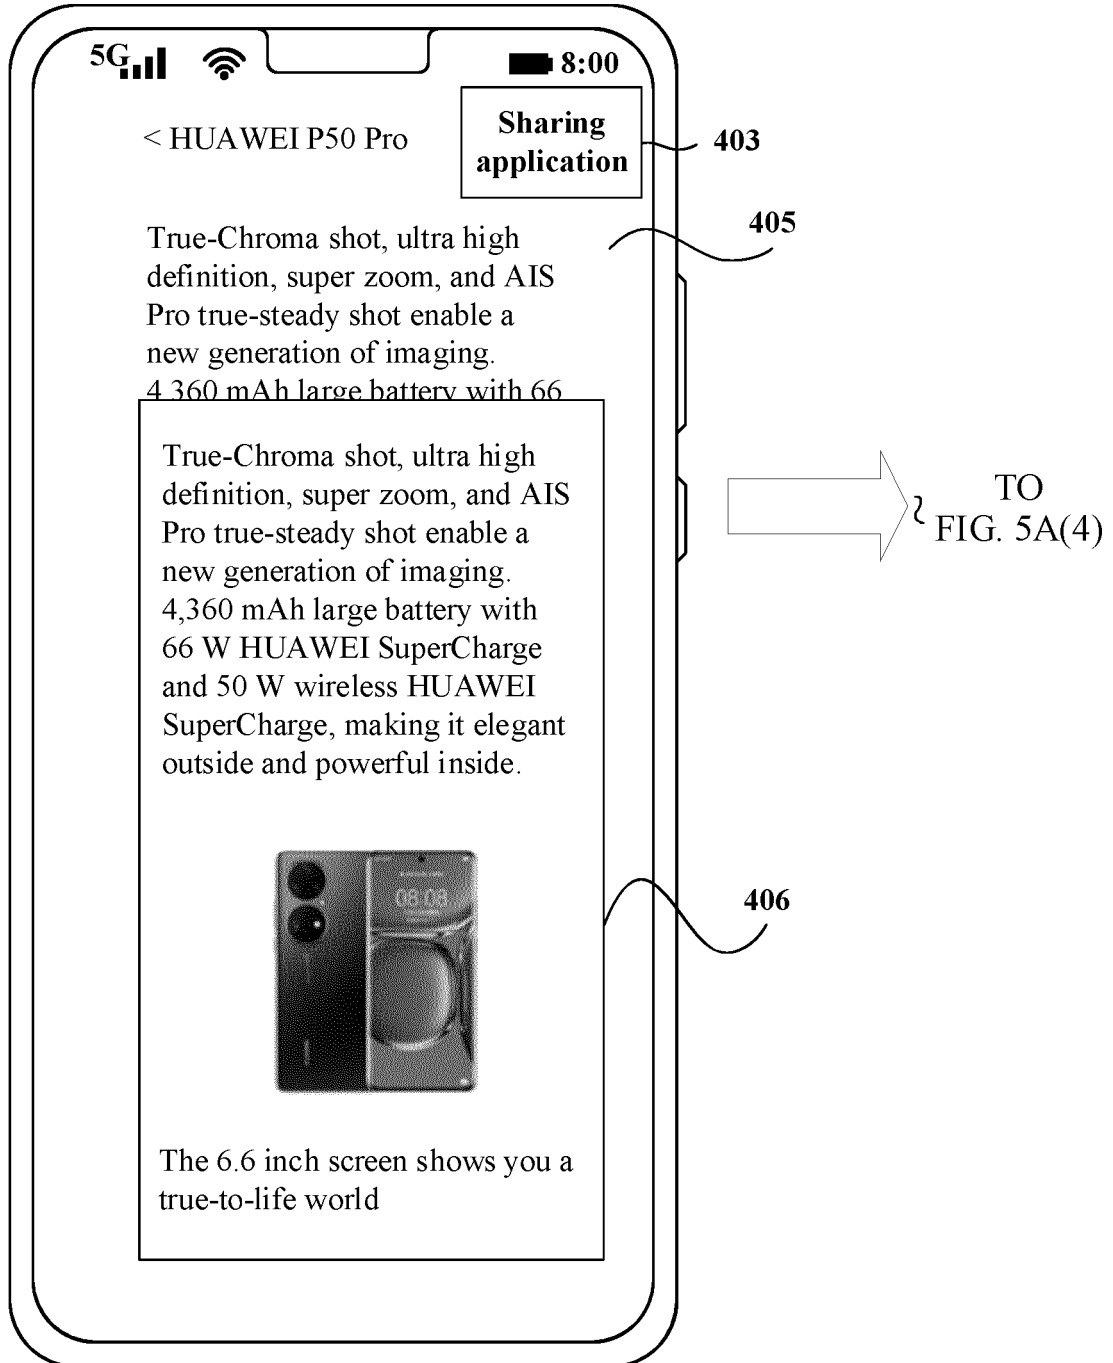 5G
8:00
< HUAWEI P50 Pro
Sharing
application
403
405
True-Chroma shot, ultra high
definition, super zoom, and AIS
Pro true-steady shot enable a
new generation of imaging.
4,360 mAh large battery with 66
True-Chroma shot, ultra high
definition, super zoom, and AIS
Pro true-steady shot enable a
new generation of imaging.
4,360 mAh large battery with
66 W HUAWEI SuperCharge
and 50 W wireless HUAWEI
SuperCharge, making it elegant
outside and powerful inside.
TO
FIG. 5A(4)
08:08
406
The 6.6 inch screen shows you a
true-to-life world